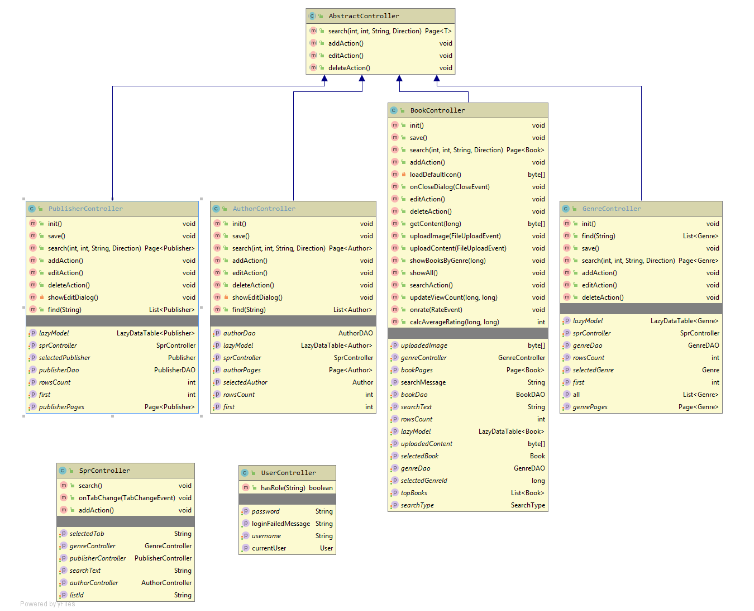 AbstractController
search(int, int, String, Direction) Page<T>
addAction() void
editAction() void
deleteAction() void
BookController
init() void
save() void
search(int, int, String, Direction) Page<Book>
addAction() void
loadDefaultIcon() byte[]
onCloseDialog(CloseEvent) void
editAction() void
deleteAction() void
getContent(long) byte[]
uploadImage(FileUploadEvent) void
uploadContent(FileUploadEvent) void
showBooksByGenre(long) void
showAll() void
searchAction() void
updateViewCount(long, long) void
onrate(RateEvent) void
calcAverageRating(long, long) int
uploadedImage byte[]
genreController GenreController
bookPages Page<Book>
searchMessage String
bookDao BookDAO
searchText String
rowsCount int
lazyModel LazyDataTable<Book>
uploadedContent byte[]
selectedBook Book
genreDao GenreDAO
selectedGenreId long
topBooks List<Book>
searchType SearchType
PublisherController
init() void
save() void
search(int, int, String, Direction) Page<Publisher>
addAction() void
editAction() void
deleteAction() void
showEditDialog() void
find(String) List<Publisher>
lazyModel LazyDataTable<Publisher>
sprController SprController
selectedPublisher Publisher
publisherDao PublisherDAO
rowsCount int
first int
publisherPages Page<Publisher>
AuthorController
init() void
save() void
search(int, int, String, Direction) Page<Author>
addAction() void
editAction() void
deleteAction() void
showEditDialog() void
find(String) List<Author>
authorDao AuthorDAO
lazyModel LazyDataTable<Author>
sprController SprController
authorPages Page<Author>
selectedAuthor Author
rowsCount int
first int
GenreController
init() void
find(String) List<Genre>
save() void
search(int, int, String, Direction) Page<Genre>
addAction() void
editAction() void
deleteAction() void
lazyModel LazyDataTable<Genre>
sprController SprController
genreDao GenreDAO
rowsCount int
selectedGenre Genre
first int
all List<Genre>
genrePages Page<Genre>
SprController
search() void
onTabChange(TabChangeEvent) void
addAction() void
selectedTab String
genreController GenreController
publisherController PublisherController
searchText String
authorController AuthorController
listId String
UserController
hasRole(String) boolean
password String
loginFailedMessage String
username String
currentUser User
Powered by yFiles